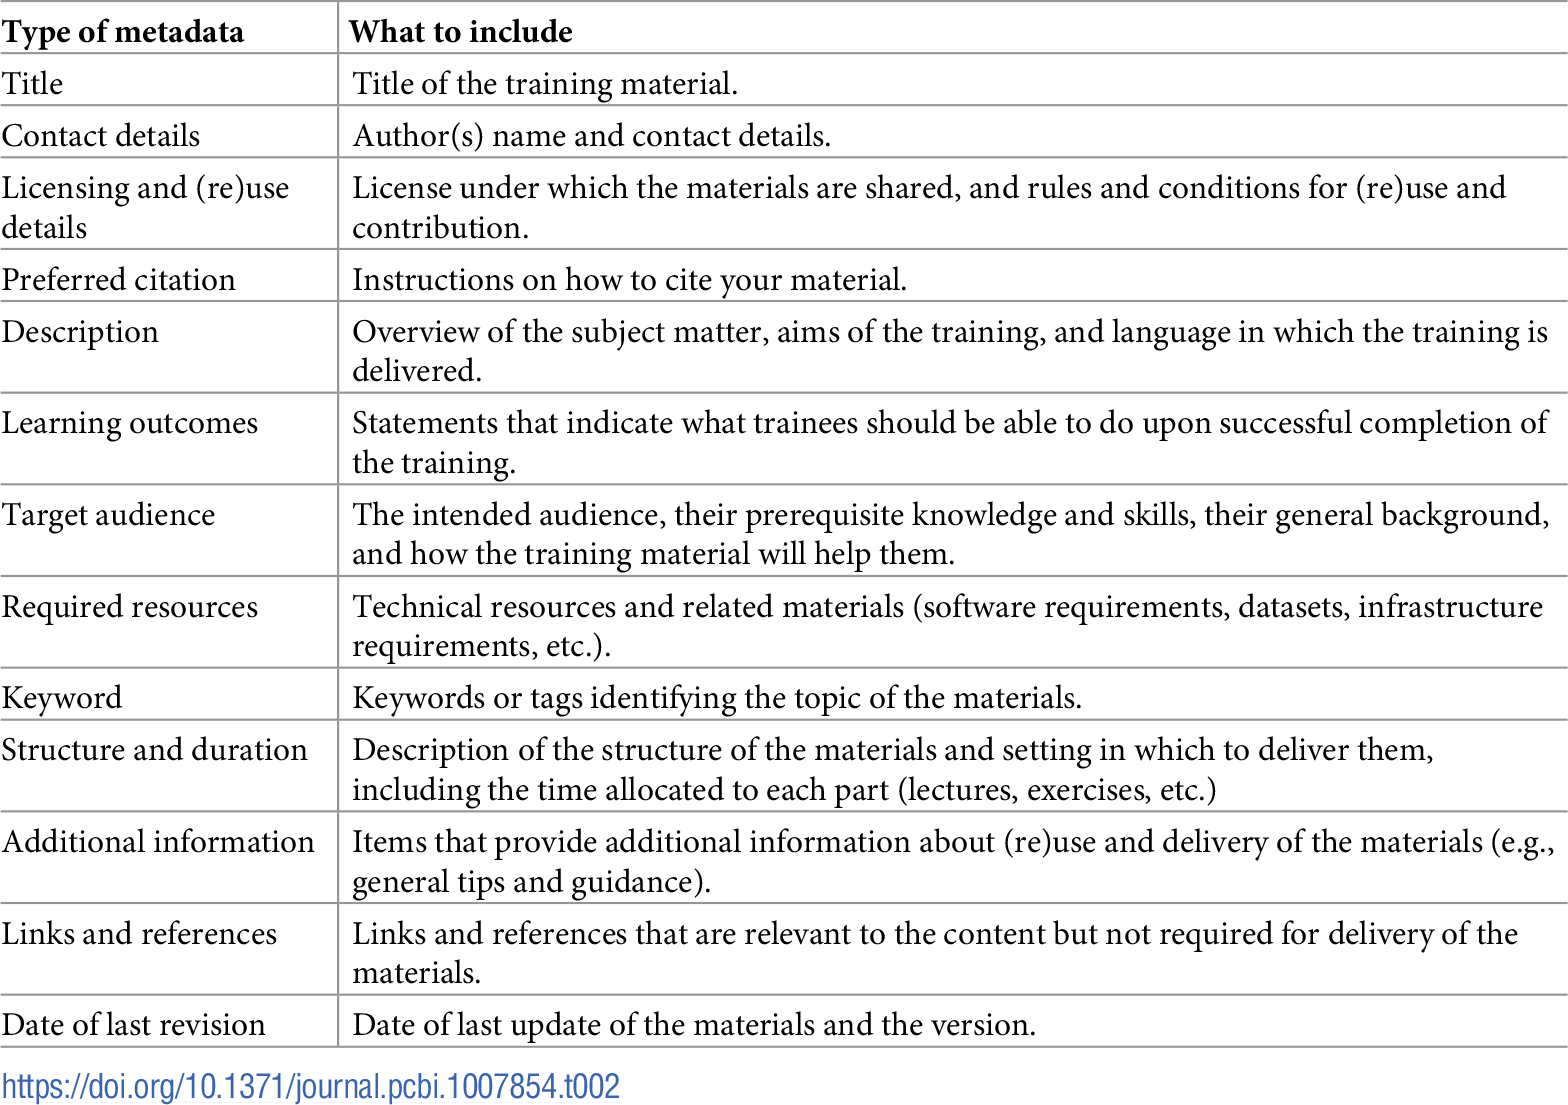 Type of metadata
What to include
Title
Title of the training material.
Contact details
Author(s) name and contact details.
Licensing and (re)use
details
License under which the materials are shared, and rules and conditions for (re)use and
contribution.
Preferred citation
Instructions on how to cite your material.
Description
Overview of the subject matter, aims of the training, and language in which the training is
delivered.
Learning outcomes
Statements that indicate what trainees should be able to do upon successful completion of
the training.
Target audience
The intended audience, their prerequisite knowledge and skills, their general background,
and how the training material will help them.
Required resources
Technical resources and related materials (software requirements, datasets, infrastructure
requirements, etc.).
Keyword
Keywords or tags identifying the topic of the materials.
Structure and duration
Description of the structure of the materials and setting in which to deliver them,
including the time allocated to each part (lectures, exercises, etc.)
Additional information
Items that provide additional information about (re)use and delivery of the materials (e.g.,
general tips and guidance).
Links and references
Links and references that are relevant to the content but not required for delivery of the
materials.
Date of last revision
Date of last update of the materials and the version.
https://doi.org/10.1371/journal.pcbi.1007854.t002